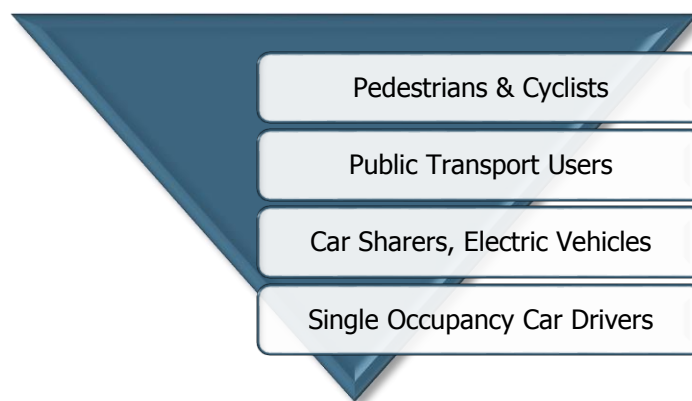 Pedestrians & Cyclists
Public Transport Users
Car Sharers, Electric Vehicles
Single Occupancy Car Drivers